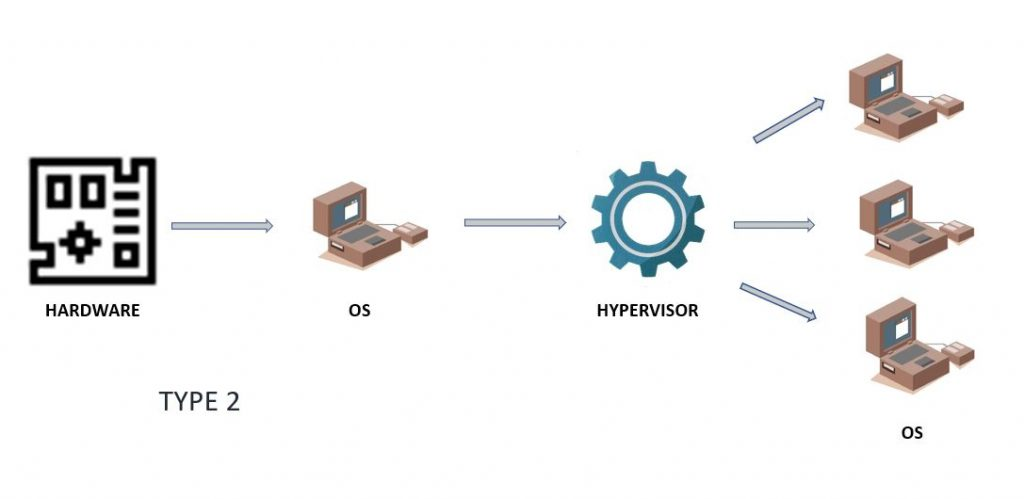 HARDWARE
OS
HYPERVISOR
TYPE 2
OS